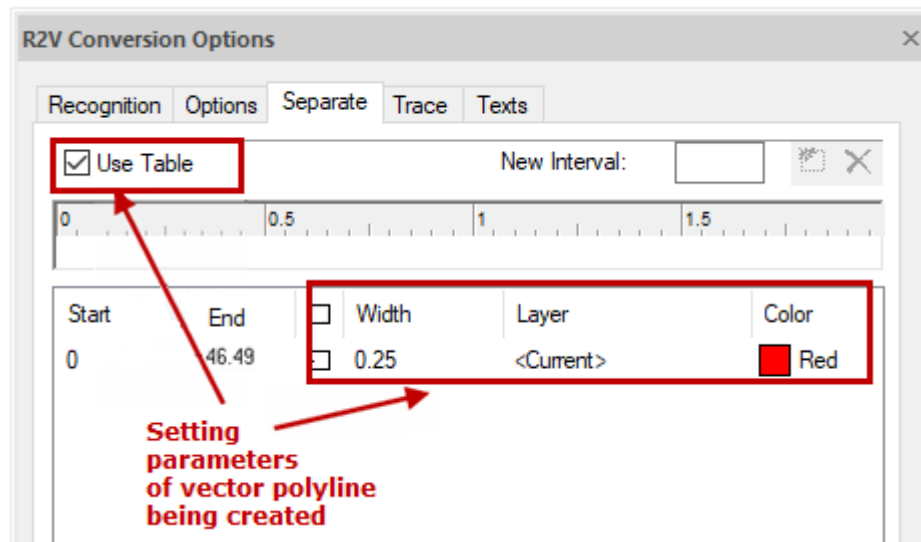 R2V Conversion Options
Recognition Options Separate Trace Texts
Use Table New Interval:
0 0.5 1 1.5
Start End Width Layer Color
0 46.49 0.25 <Current> Red
Setting
parameters
of vector polyline
being created